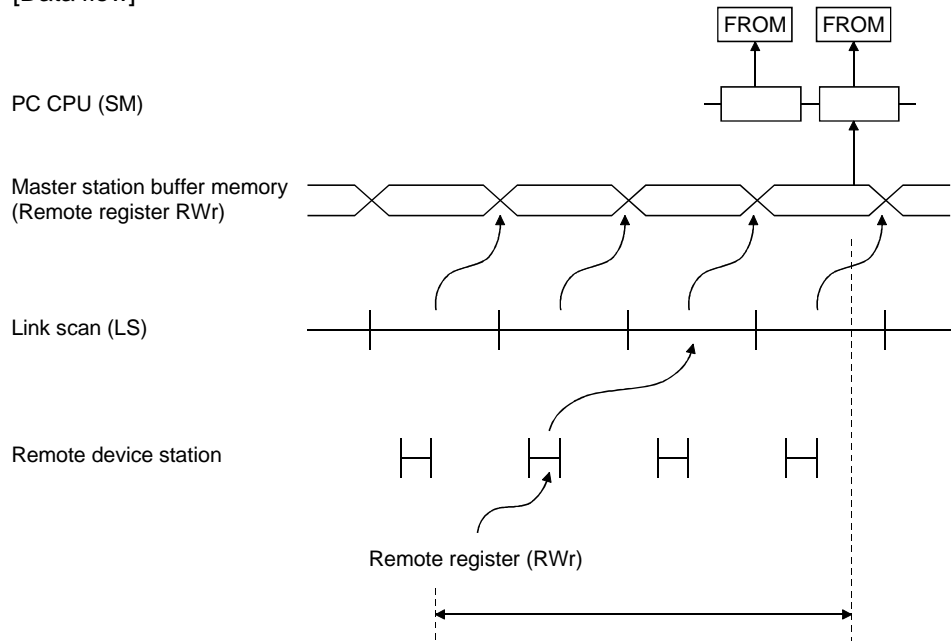 [Data flow]
FROM FROM
PC CPU (SM)
Master station buffer memory
(Remote register RWr)
Link scan (LS)
Remote device station
Remote register (RWr)